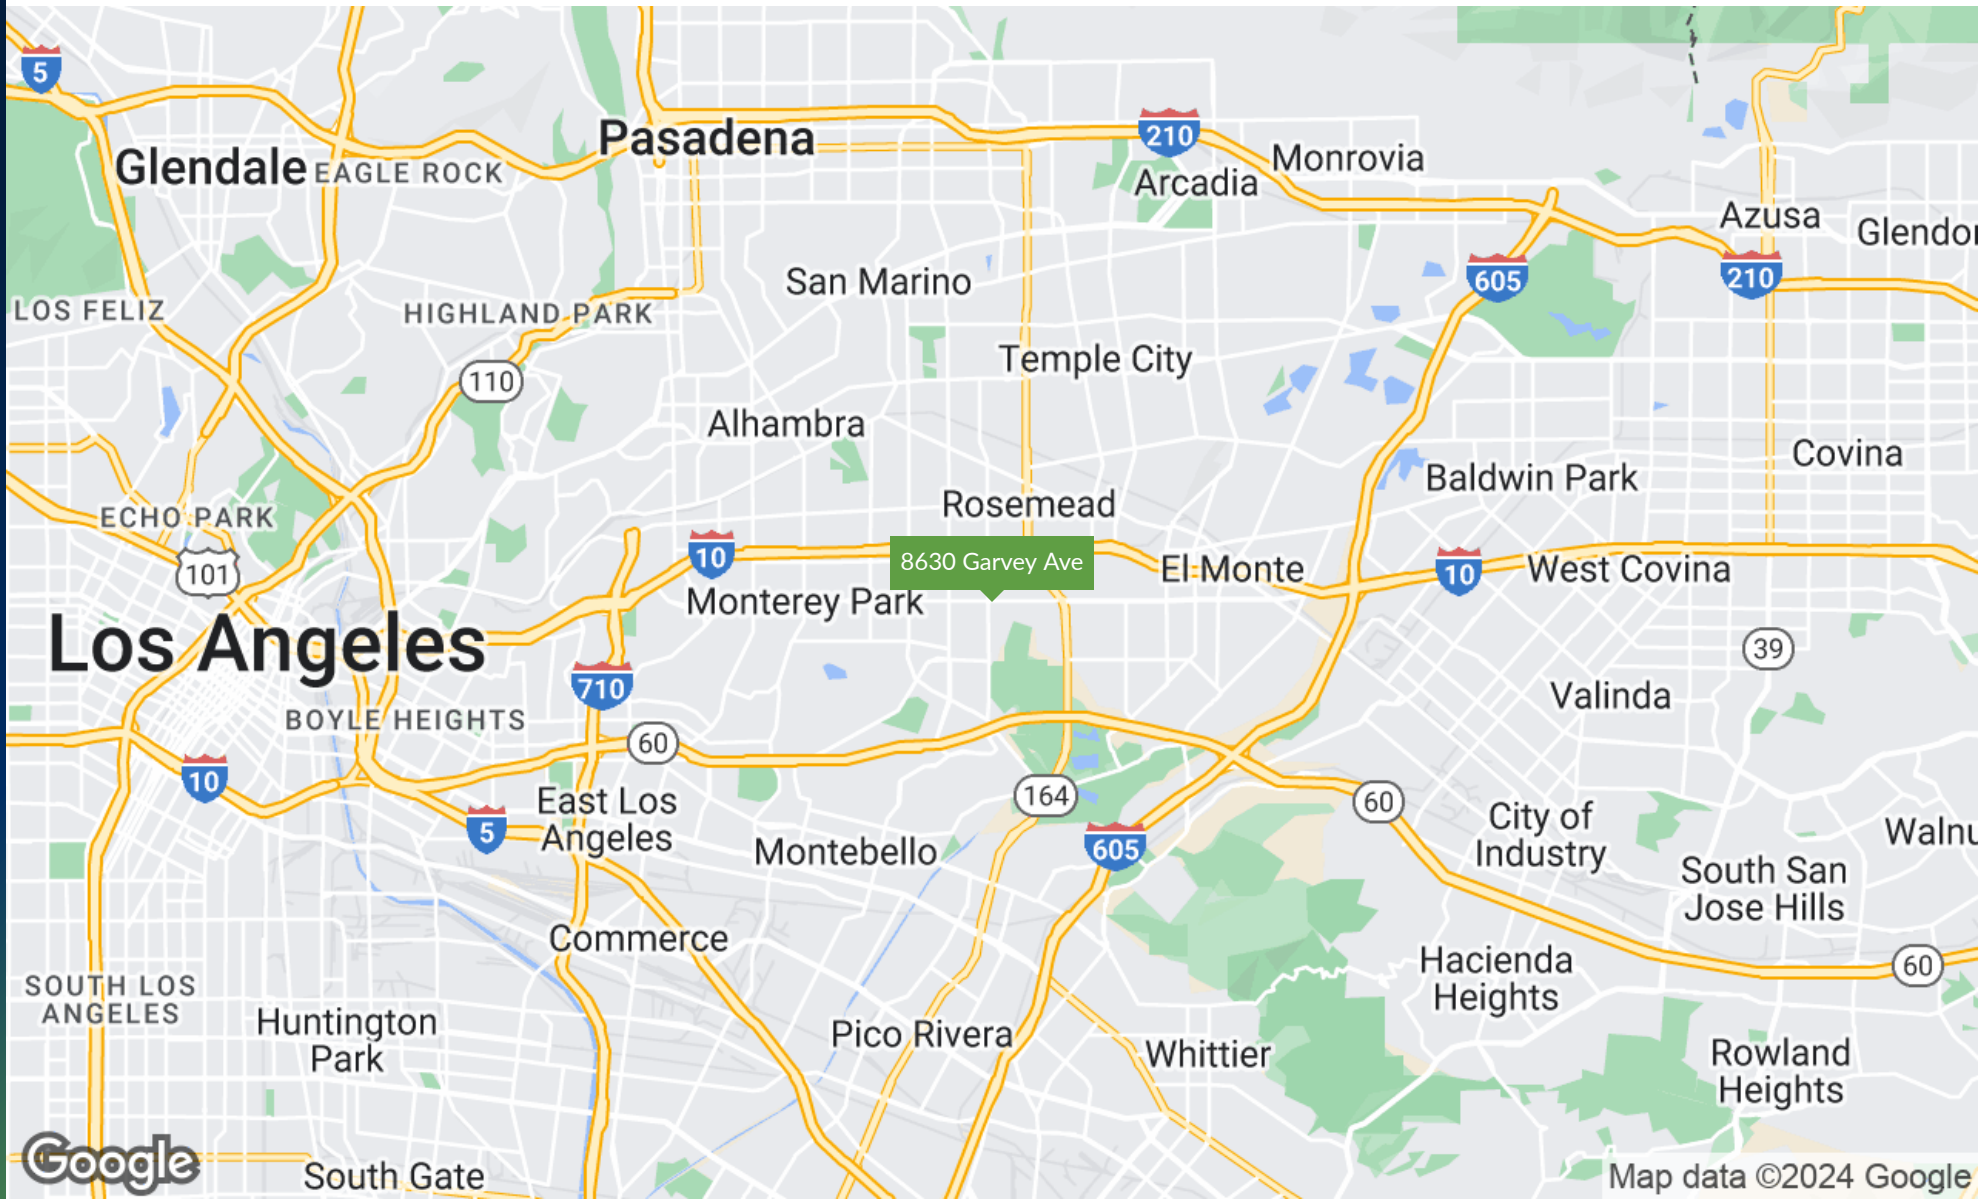 5
Pasadena
210
Monrovia
Glendale
EAGLE ROCK
Arcadia
Azusa
Glendor
San Marino
605
210
LOS FELIZ
HIGHLAND PARK
Temple City
110
Alhambra
Covina
Baldwin Park
Rosemead
ECHO PARK
10
8630 Garvey Ave
El Monte
10
West Covina
101
Monterey Park
Los Angeles
39
710
Valinda
BOYLE HEIGHTS
60
10
164
60
East Los
Angeles
5
Montebello
605
City of
Industry
Walnu
South San
Jose Hills
Commerce
Hacienda
Heights
60
SOUTH LOS
ANGELES
Huntington
Park
Pico Rivera
Whittier
Rowland
Heights
Google
South Gate
Map data ©2024 Google